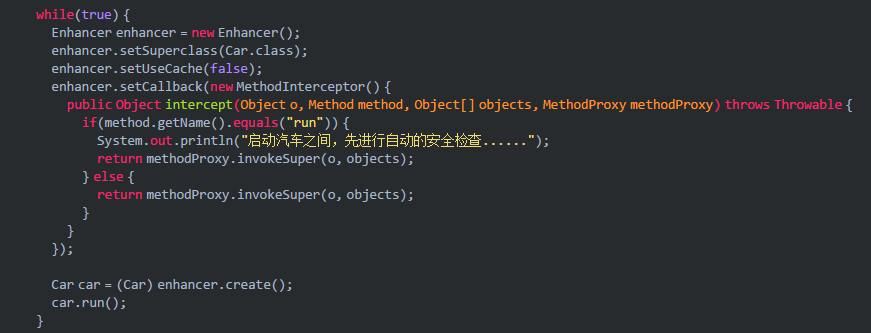 while(true) {
Enhancer enhancer = new Enhancer();
enhancer.setSuperclass(Car.class);
enhancer.setUseCache(false);
enhancer.setCallback(new MethodInterceptor() {
public Object intercept(Object o, Method method, Object[] objects, MethodProxy methodProxy) throws Throwable {
if(method.getName().equals("run")) {
System.out.println("启动汽车之间，先进行自动的安全检查......");
return methodProxy.invokeSuper(o, objects);
} else {
return methodProxy.invokeSuper(o, objects);
}
}
});
Car car = (Car) enhancer.create();
car.run();
}